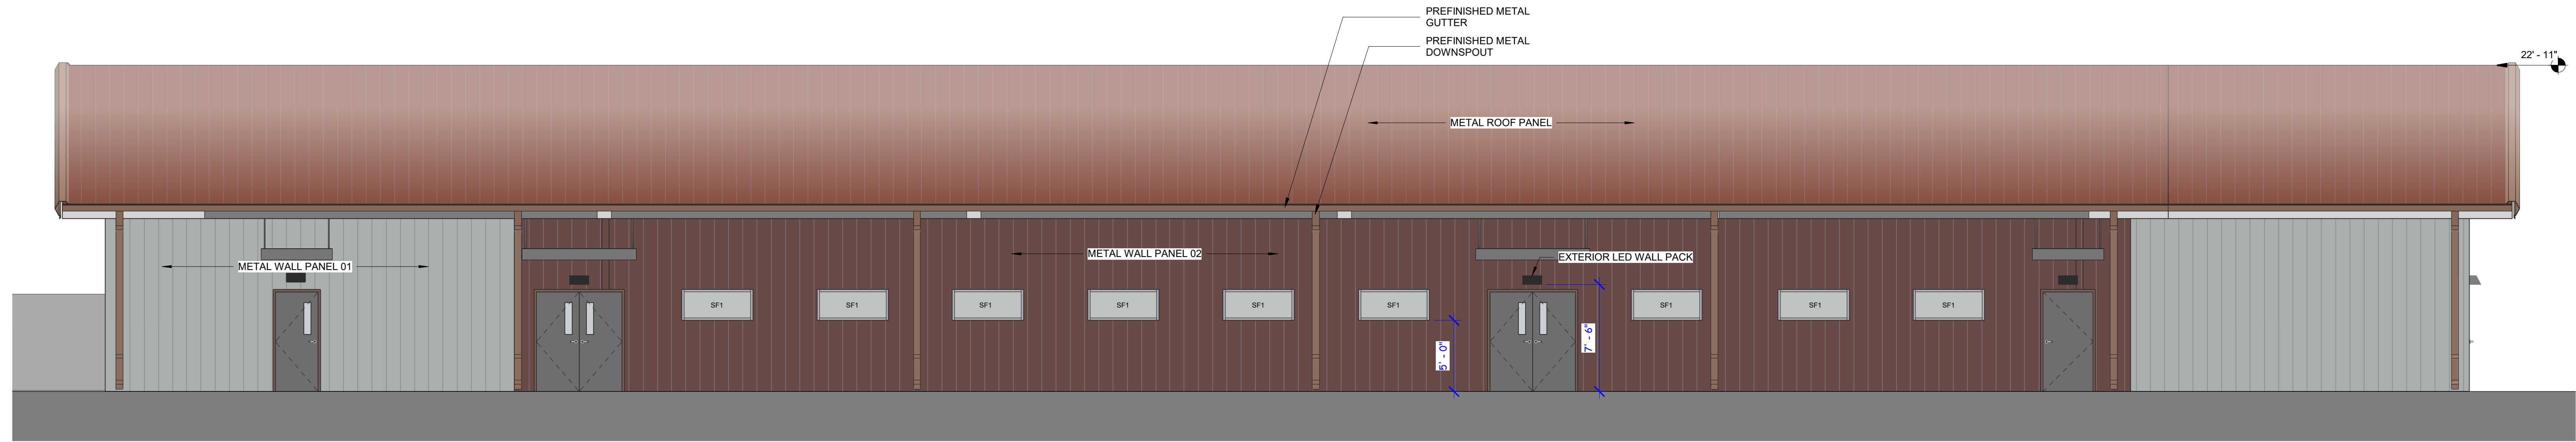 PREFINISHED METAL
GUTTER
PREFINISHED METAL
DOWNSPOUT
22' - 11"
METAL ROOF PANEL
METAL WALL PANEL 01
METAL WALL PANEL 02
EXTERIOR LED WALL PACK
SF1
SF1
SF1
SF1
SF1
SF1
SF1
SF1
SF1
5' - 0"
7' - 6"